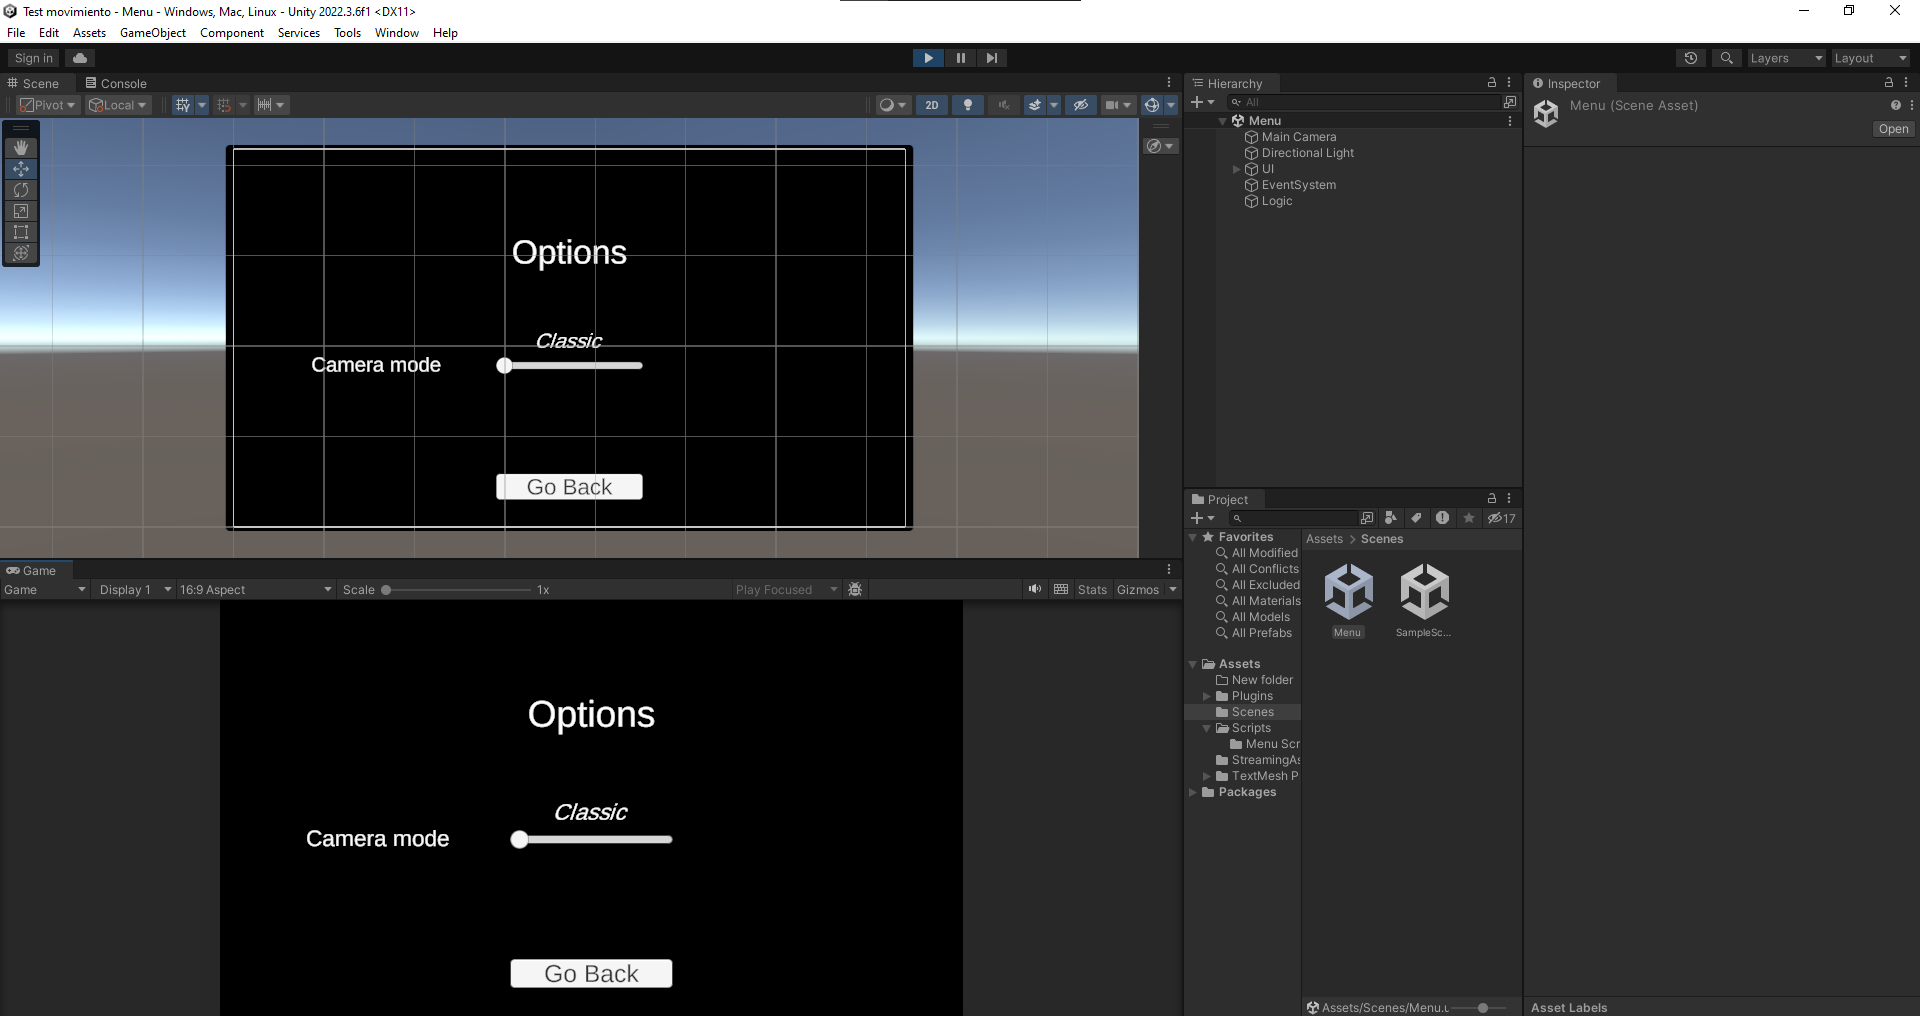 Test movimiento - Menu - Windows, Mac, Linux - Unity 2022.3.6f1 <DX11>
File Edit Assets GameObject Component Services Tools Window Help
Sign in
Layers
Layout
Scene
Console
Pivot
Local
2D
Options
Classic
Camera mode
Go Back
Game
Game
Display 1
16:9 Aspect
Scale
1x
Play Focused
Stats
Gizmos
Options
Classic
Camera mode
Go Back
Hierarchy
All
Menu
Main Camera
Directional Light
UI
EventSystem
Logic
Project
17
Favorites
All Modified
All Conflicts
All Excluded
All Materials
All Models
All Prefabs
Assets
New folder
Plugins
Scenes
Scripts
Menu Scr
StreamingAs
TextMesh P
Packages
Assets > Scenes
Menu
SampleSc...
Assets/Scenes/Menu.u
Inspector
Menu (Scene Asset)
Open
Asset Labels